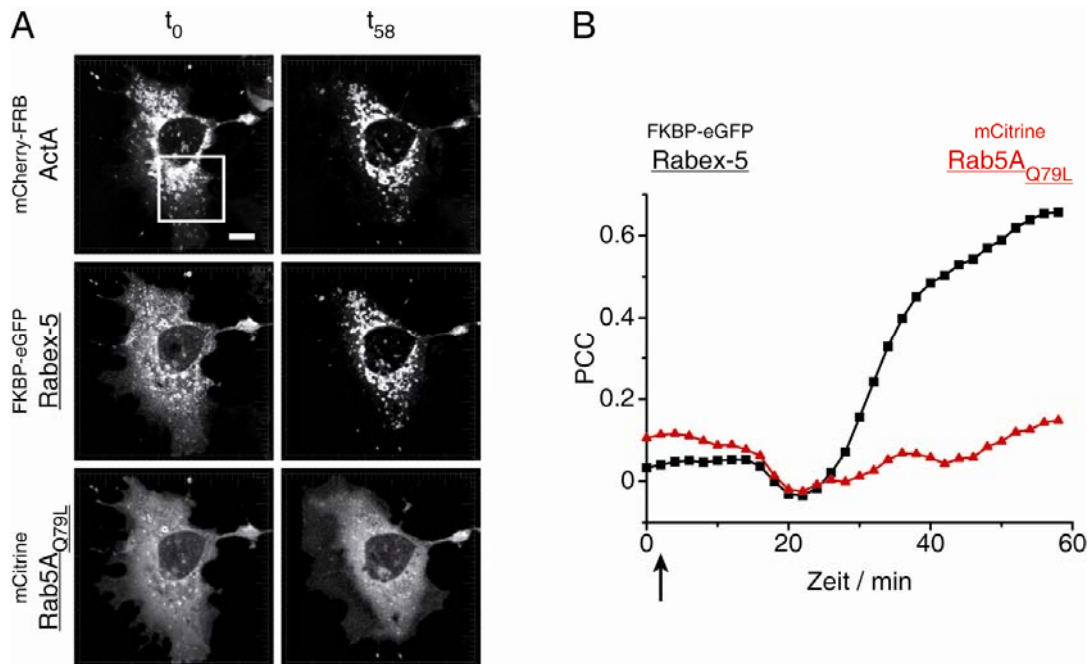 A
t0
t58
mCherry-FRB
ActA
FKBP-eGFP
Rabex-5
mCitrine
Rab5AQ79L
B
FKBP-eGFP
Rabex-5
mCitrine
Rab5AQ79L
PCC
0.6
0.4
0.2
0
0
20
40
60
Zeit / min